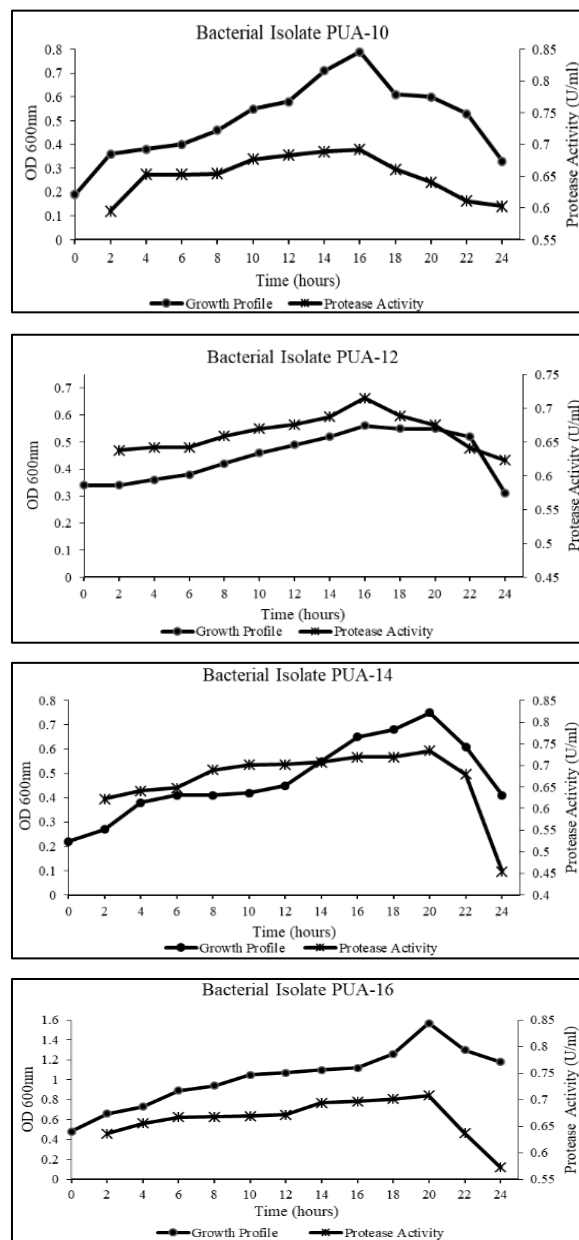 Bacterial Isolate PUA-10
0.8
0.7
0.6
0.5
0.4
0.3
0.2
0.1
0
OD 600nm
0.85
0.8
0.75
0.7
0.65
0.6
0.55
Protease Activity (U/ml)
0 2 4 6 8 10 12 14 16 18 20 22 24
Time (hours)
Growth Profile Protease Activity
Bacterial Isolate PUA-12
0.7
0.6
0.5
0.4
0.3
0.2
0.1
0
OD 600nm
0.75
0.7
0.65
0.6
0.55
0.5
0.45
Protease Activity (U/ml)
0 2 4 6 8 10 12 14 16 18 20 22 24
Time (hours)
Growth Profile Protease Activity
Bacterial Isolate PUA-14
0.8
0.7
0.6
0.5
0.4
0.3
0.2
0.1
0
OD 600nm
0.85
0.8
0.75
0.7
0.65
0.6
0.55
0.5
0.45
0.4
Protease Activity (U/ml)
0 2 4 6 8 10 12 14 16 18 20 22 24
Time (hours)
Growth Profile Protease Activity
Bacterial Isolate PUA-16
1.6
1.4
1.2
1
0.8
0.6
0.4
0.2
0
OD 600nm
0.85
0.8
0.75
0.7
0.65
0.6
0.55
Protease Activity (U/ml)
0 2 4 6 8 10 12 14 16 18 20 22 24
Time (hours)
Growth Profile Protease Activity